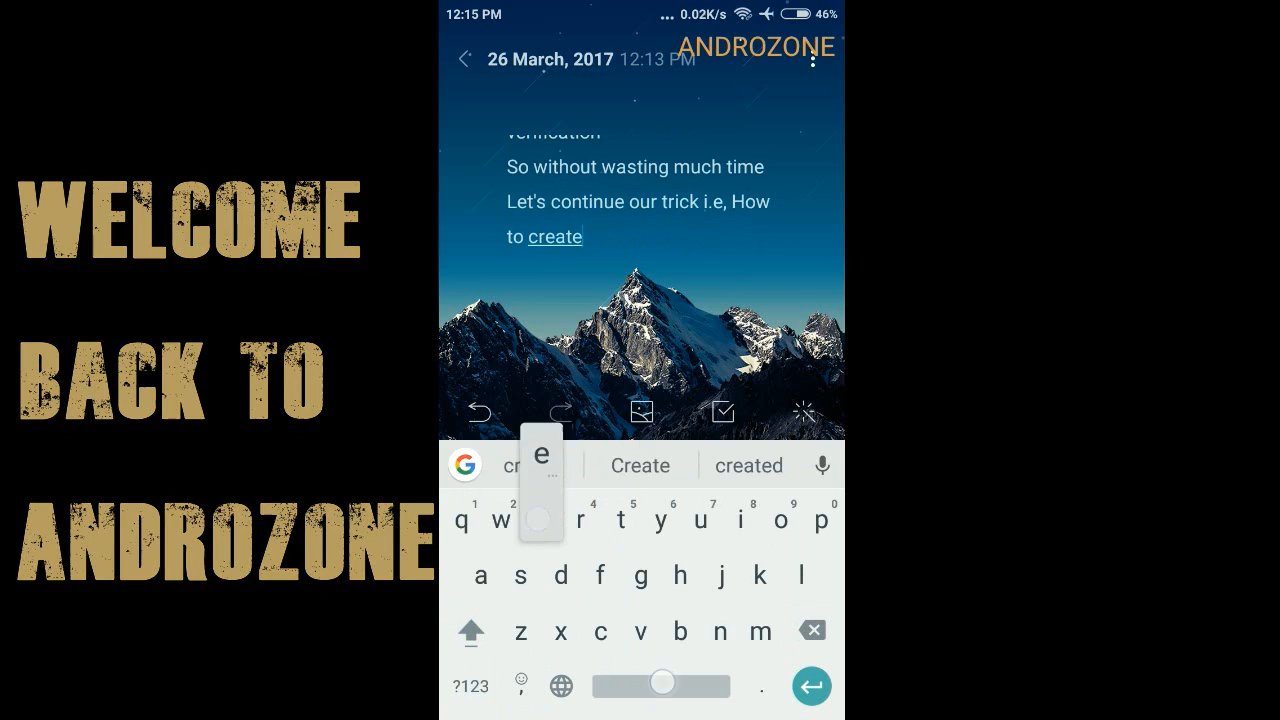 WELCOME
BACK TO
ANDROZONE
12:15 PM
... 0.02K/s
46%
ANDROZONE
26 March, 2017 12:13 PM
verification
So without wasting much time
Let's continue our trick i.e, How
to create
e
...
G
cr
Create
created
1 2 4 5 6 7 8 9 0
q w r t y u i o p
a s d f g h j k l
z x c v b n m
?123 , .